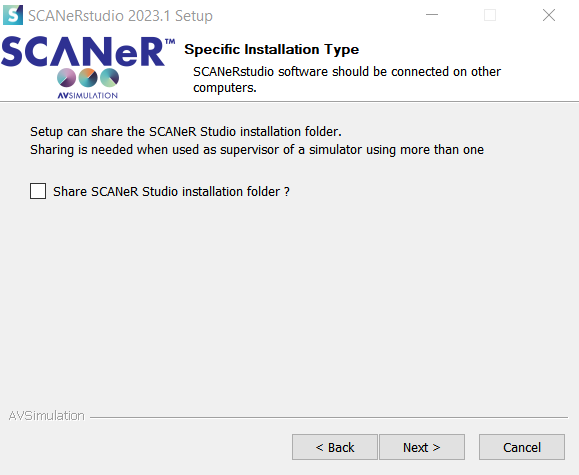 SCANeRstudio 2023.1 Setup
SCANeR™
AVSIMULATION
Specific Installation Type
SCANeRstudio software should be connected on other
computers.
Setup can share the SCANeR Studio installation folder.
Sharing is needed when used as supervisor of a simulator using more than one
Share SCANeR Studio installation folder ?
AVSimulation
< Back
Next >
Cancel